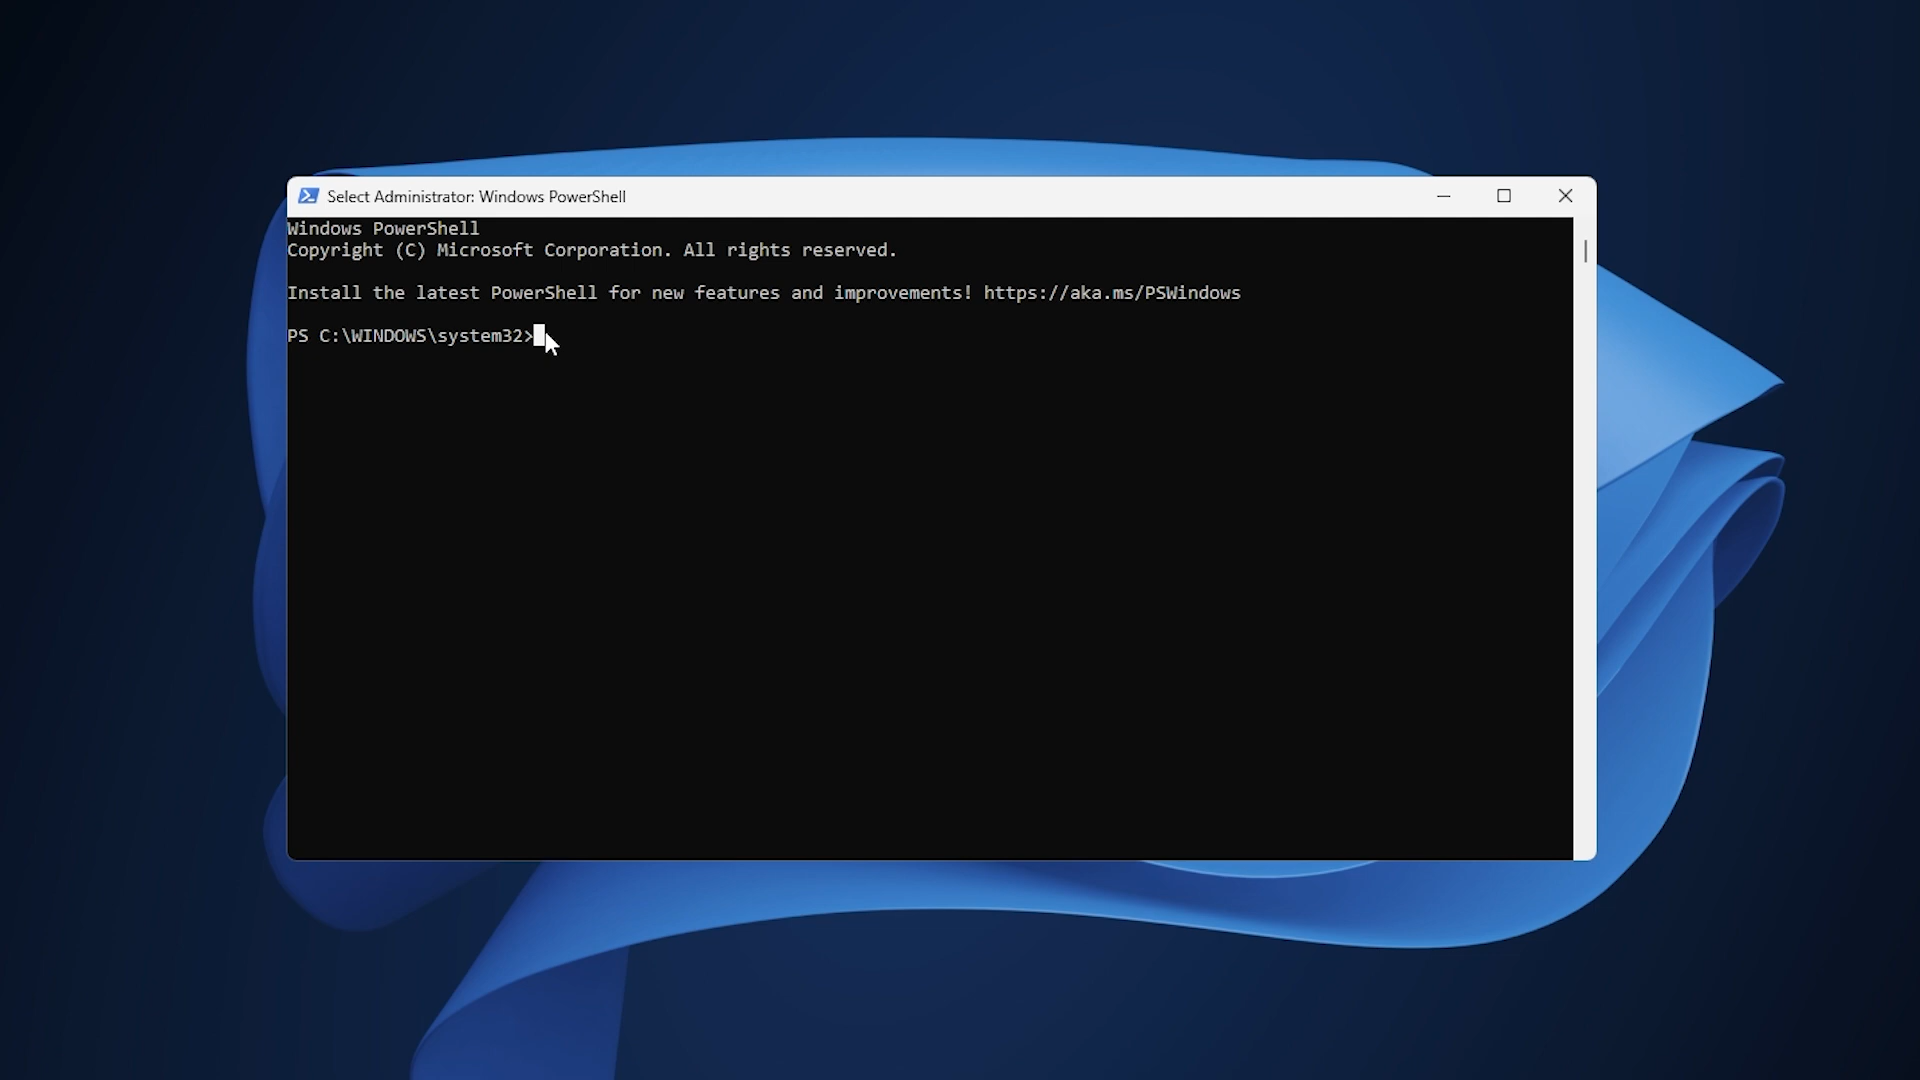 Select Administrator: Windows PowerShell
Windows PowerShell
Copyright (C) Microsoft Corporation. All rights reserved.
Install the latest PowerShell for new features and improvements! https://aka.ms/PSWindows
PS C:\WINDOWS\system32>